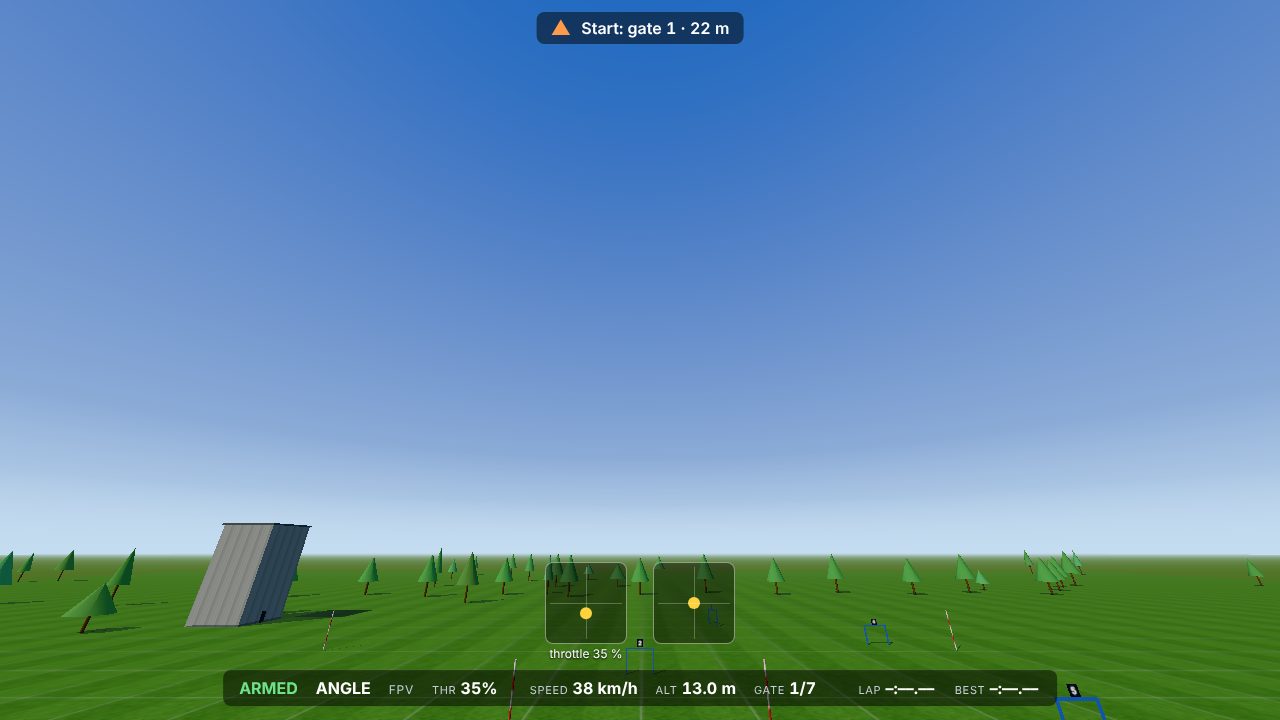 Start: gate 1 · 22 m
throttle 35 %
ARMED ANGLE FPV THR 35% SPEED 38 km/h ALT 13.0 m GATE 1/7 LAP –:––.–– BEST –:––.––